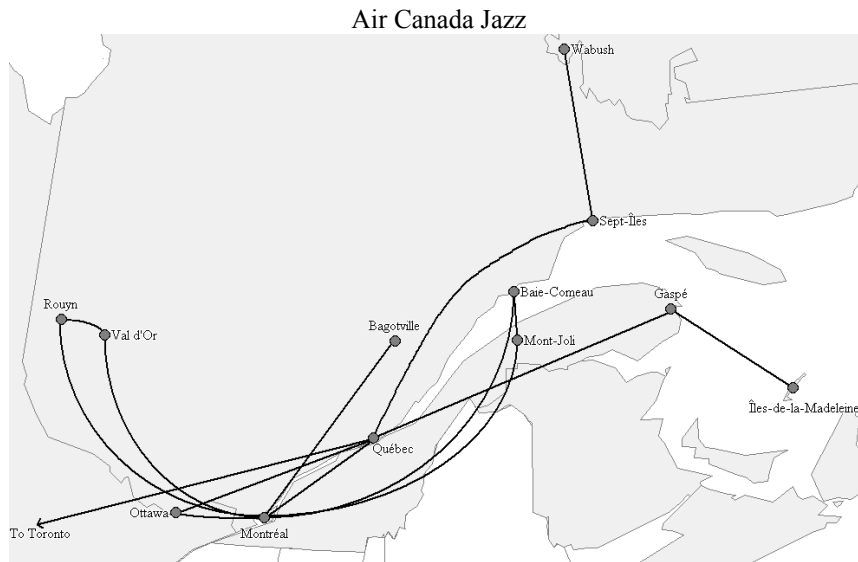 Air Canada Jazz
Wabush
Sept-Îles
Baie-Comeau
Gaspé
Rouyn
Val d'Or
Bagotville
Mont-Joli
Îles-de-la-Madeleine
Québec
Ottawa
To Toronto
Montréal